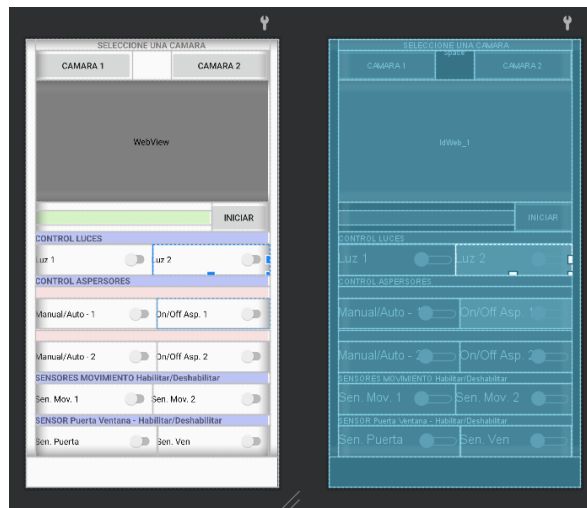 SELECCIONE UNA CAMARA
CAMARA 1 CAMARA 2
WebView
INICIAR
CONTROL LUCES
Luz 1 Luz 2
CONTROL ASPERSORES
Manual/Auto - 1 On/Off Asp. 1
Manual/Auto - 2 On/Off Asp. 2
SENSORES MOVIMIENTO Habilitar/Deshabilitar
Sen. Mov. 1 Sen. Mov. 2
SENSOR Puerta Ventana - Habilitar/Deshabilitar
Sen. Puerta Sen. Ven
SELECCIONE UNA CAMARA
CAMARA 1 Space CAMARA 2
IdWeb_1
INICIAR
CONTROL LUCES
Luz 1 Luz 2
CONTROL ASPERSORES
Manual/Auto - 1 On/Off Asp. 1
Manual/Auto - 2 On/Off Asp. 2
SENSORES MOVIMIENTO Habilitar/Deshabilitar
Sen. Mov. 1 Sen. Mov. 2
SENSOR Puerta Ventana - Habilitar/Deshabilitar
Sen. Puerta Sen. Ven